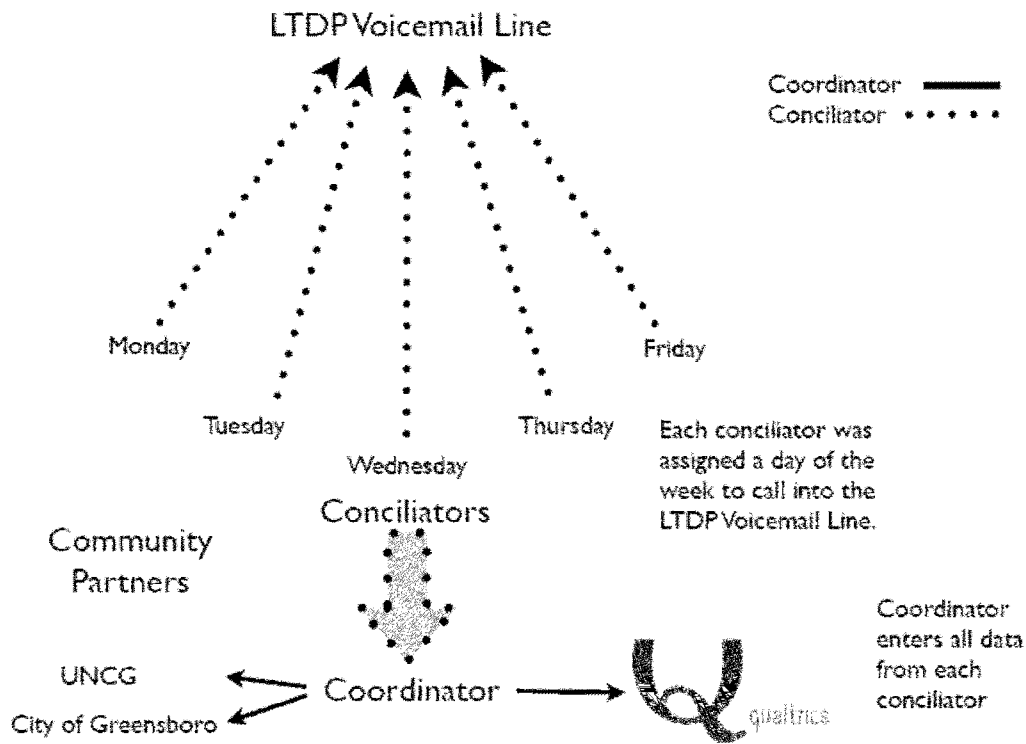 LTDP Voicemail Line
Coordinator
Conciliator
Monday
Friday
Tuesday
Thursday
Wednesday
Each conciliator was
assigned a day of the
week to call into the
LTDP Voicemail Line.
Conciliators
Community
Partners
Coordinator
enters all data
from each
conciliator
UNCG
City of Greensboro
Coordinator
qualtrics